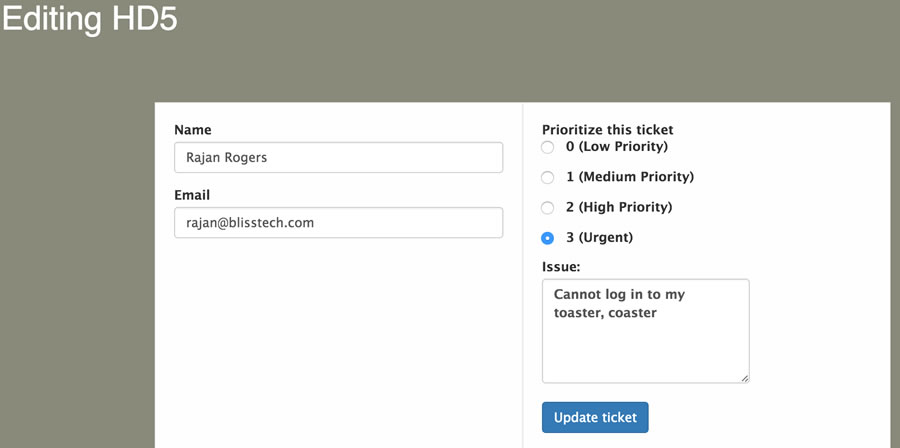 Editing HD5
Name
Rajan Rogers
Email
rajan@blisstech.com
Prioritize this ticket
0 (Low Priority)
1 (Medium Priority)
2 (High Priority)
3 (Urgent)
Issue:
Cannot log in to my
toaster, coaster
Update ticket